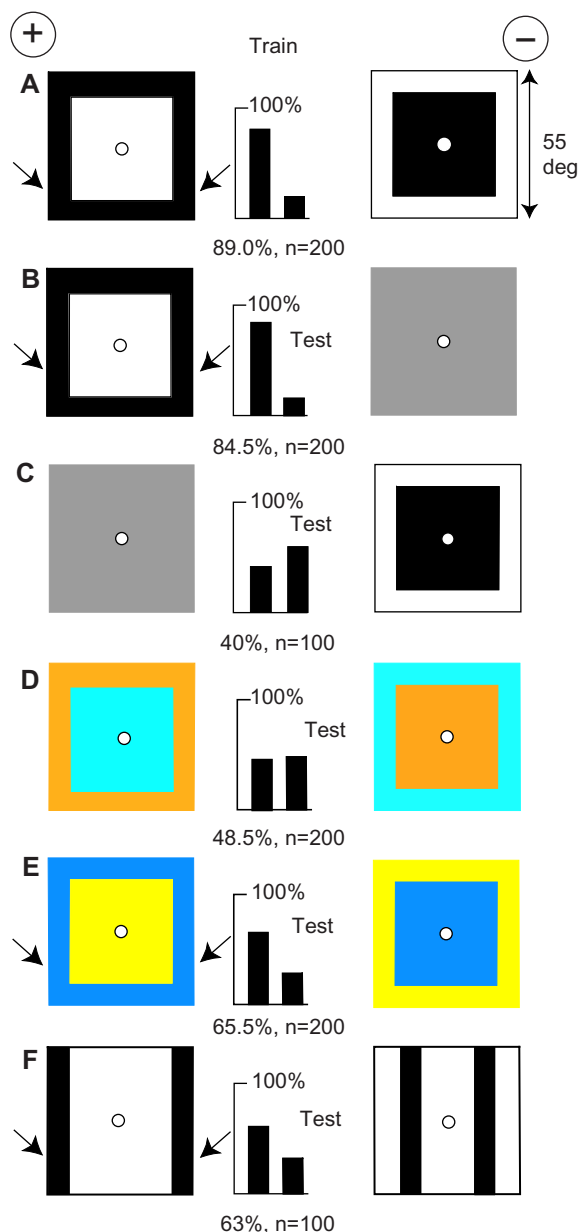 + Train −
A 100% 55
deg
89.0%, n=200
B 100%
Test
84.5%, n=200
C 100%
Test
40%, n=100
D 100%
Test
48.5%, n=200
E 100%
Test
65.5%, n=200
F 100%
Test
63%, n=100